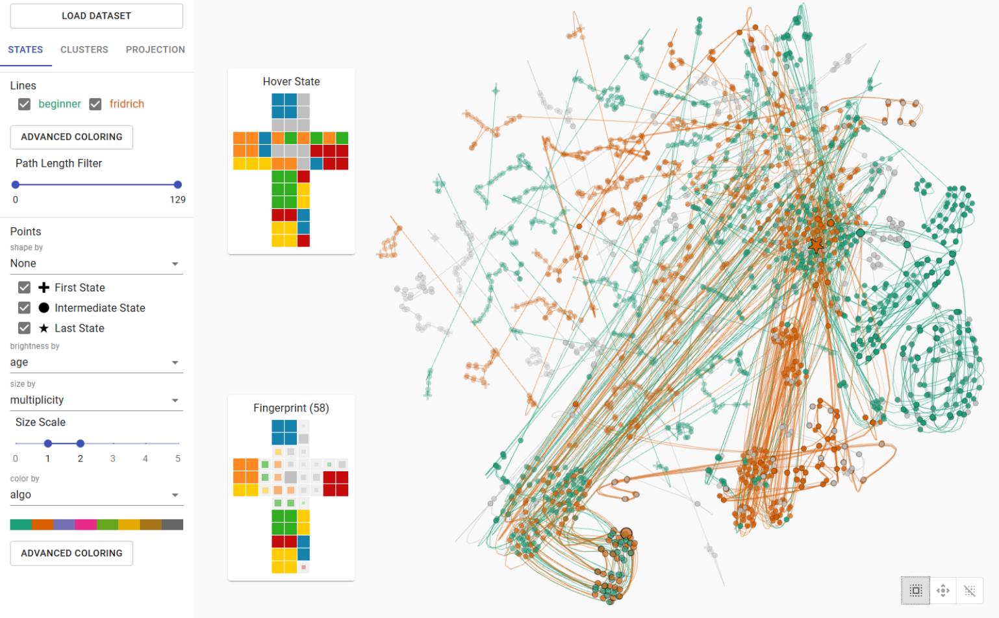 LOAD DATASET
STATES CLUSTERS PROJECTION
Lines
beginner fridrich
ADVANCED COLORING
Path Length Filter
0 129
Points
shape by
None
First State
Intermediate State
Last State
brightness by
age
size by
multiplicity
Size Scale
0 1 2 3 4 5
color by
algo
ADVANCED COLORING
Hover State
Fingerprint (58)